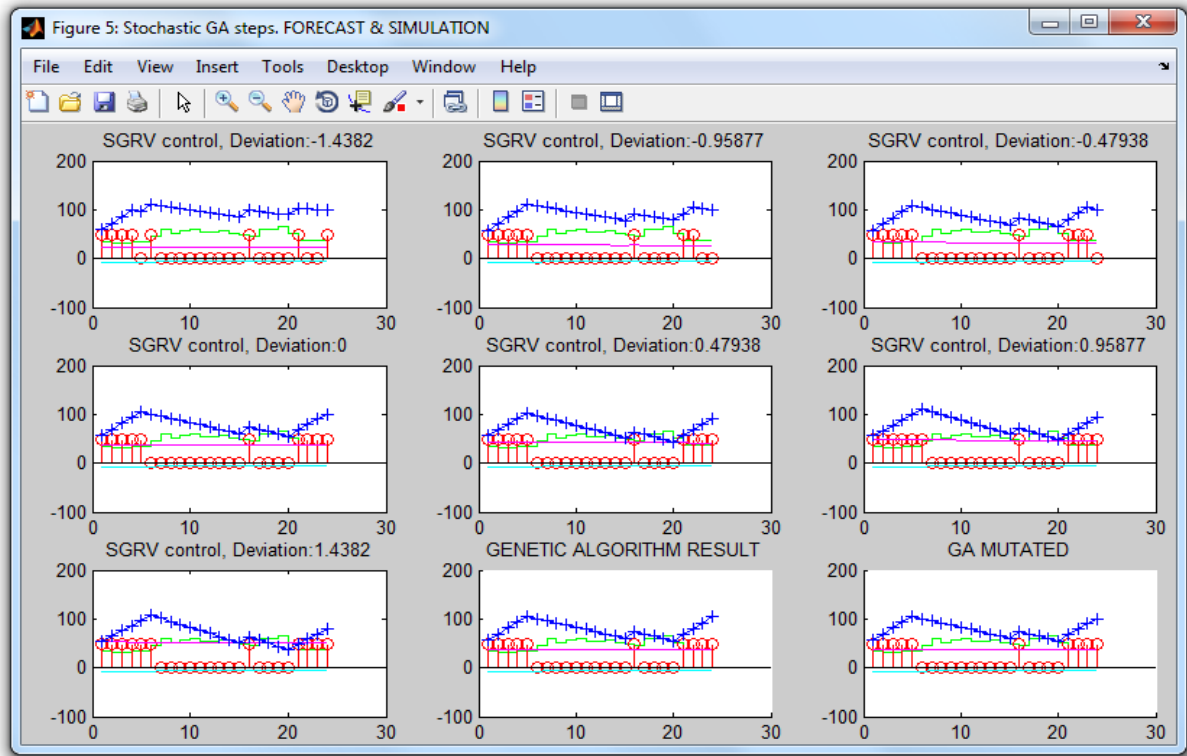 Figure 5: Stochastic GA steps. FORECAST & SIMULATION
File Edit View Insert Tools Desktop Window Help
SGRV control, Deviation:-1.4382
200
100
0
-100
0 10 20 30
SGRV control, Deviation:-0.95877
200
100
0
-100
0 10 20 30
SGRV control, Deviation:-0.47938
200
100
0
-100
0 10 20 30
SGRV control, Deviation:0
200
100
0
-100
0 10 20 30
SGRV control, Deviation:0.47938
200
100
0
-100
0 10 20 30
SGRV control, Deviation:0.95877
200
100
0
-100
0 10 20 30
SGRV control, Deviation:1.4382
200
100
0
-100
0 10 20 30
GENETIC ALGORITHM RESULT
200
100
0
-100
0 10 20 30
GA MUTATED
200
100
0
-100
0 10 20 30